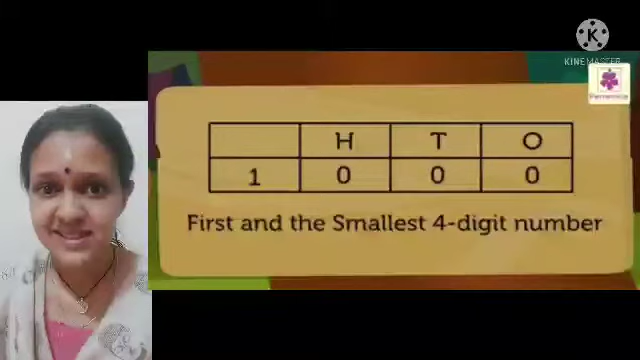 KINEMASTER
H T O
1 0 0 0
First and the Smallest 4-digit number